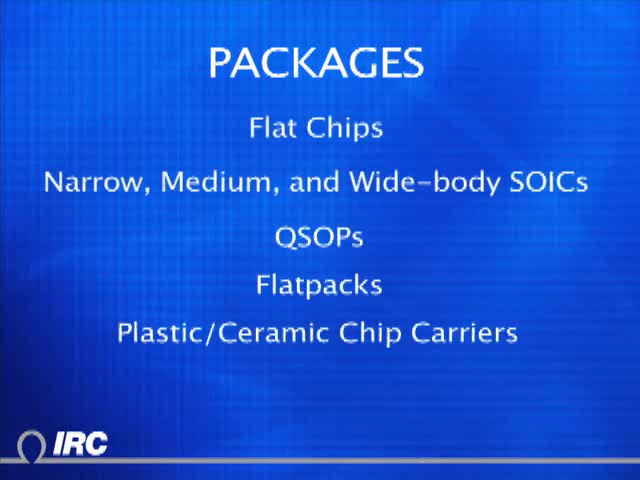 PACKAGES
Flat Chips
Narrow, Medium, and Wide-body SOICs
QSOPs
Flatpacks
Plastic/Ceramic Chip Carriers
IRC